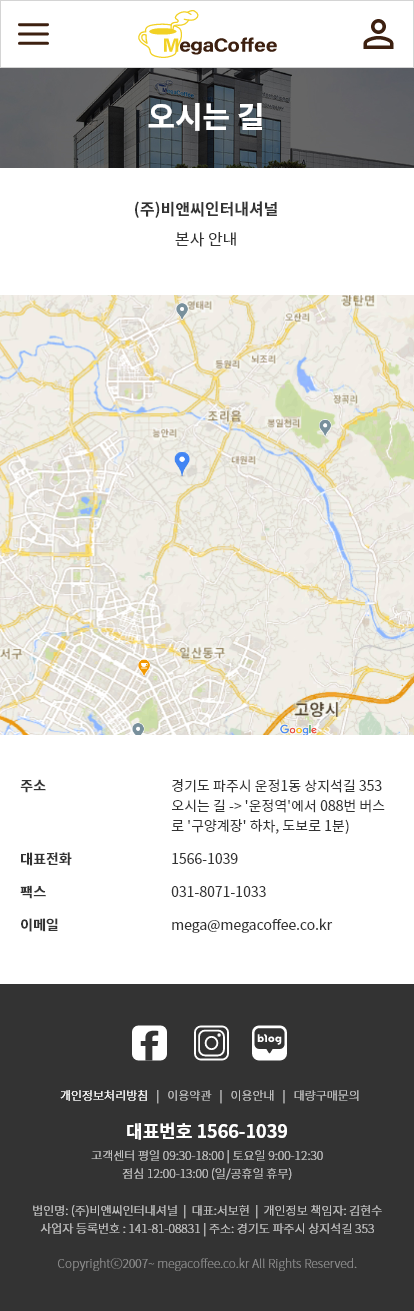 MegaCoffee
오시는 길
(주)비앤씨인터내셔널
본사 안내
영태리
광탄면
오산리
뇌조리
등원리
장곡리
조리읍
봉일천리
능안리
대원리
서구
일산동구
고양시
Google
주소
경기도 파주시 운정1동 상지석길 353
오시는 길 -> '운정역'에서 088번 버스
로 '구양계장' 하차, 도보로 1분)
대표전화 1566-1039
팩스 031-8071-1033
이메일 mega@megacoffee.co.kr
blog
개인정보처리방침 | 이용약관 | 이용안내 | 대량구매문의
대표번호 1566-1039
고객센터 평일 09:30-18:00 | 토요일 9:00-12:30
점심 12:00-13:00 (일/공휴일 휴무)
법인명: (주)비앤씨인터내셔널 | 대표:서보현 | 개인정보 책임자: 김현수
사업자 등록번호 : 141-81-08831 | 주소: 경기도 파주시 상지석길 353
Copyrightⓒ2007~ megacoffee.co.kr All Rights Reserved.